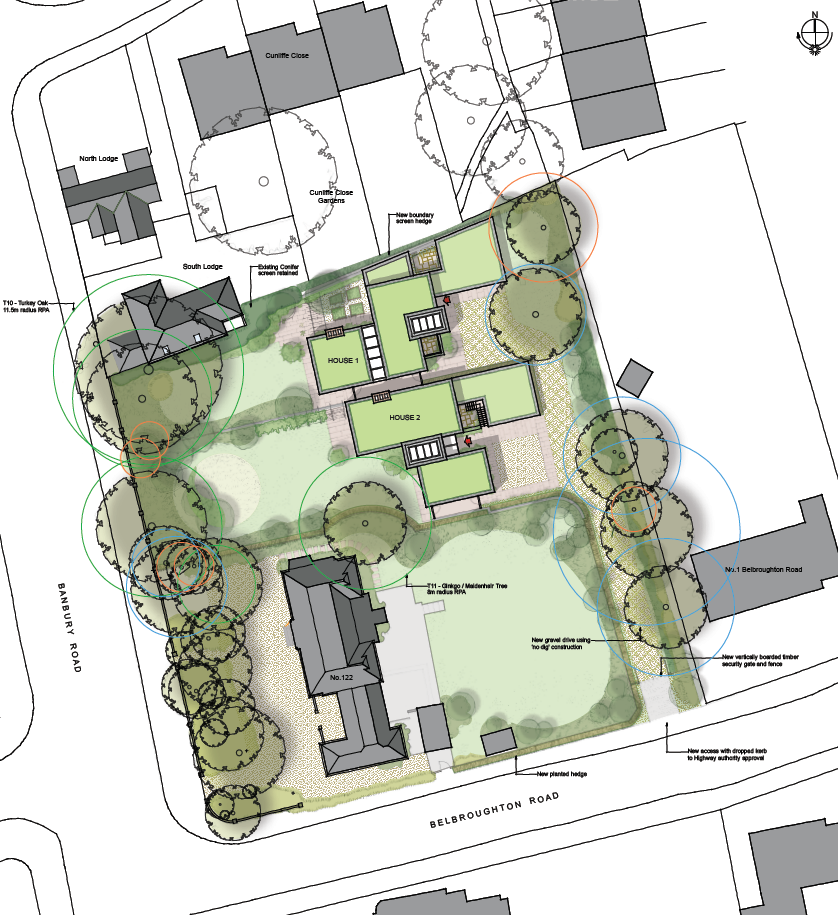 N
Cunliffe Close
North Lodge
Cunliffe Close
Gardens
New boundary
screen hedge
South Lodge
Existing Conifer
screen retained
T10 - Turkey Oak
11.5m radius RPA
HOUSE 1
HOUSE 2
No.1 Belbroughton Road
T11 - Ginkgo / Maidenhair Tree
8m radius RPA
BANBURY ROAD
New gravel drive using
'no dig' construction
New vertically boarded timber
security gate and fence
No.122
New access with dropped kerb
to Highway authority approval
New planted hedge
BELBROUGHTON ROAD